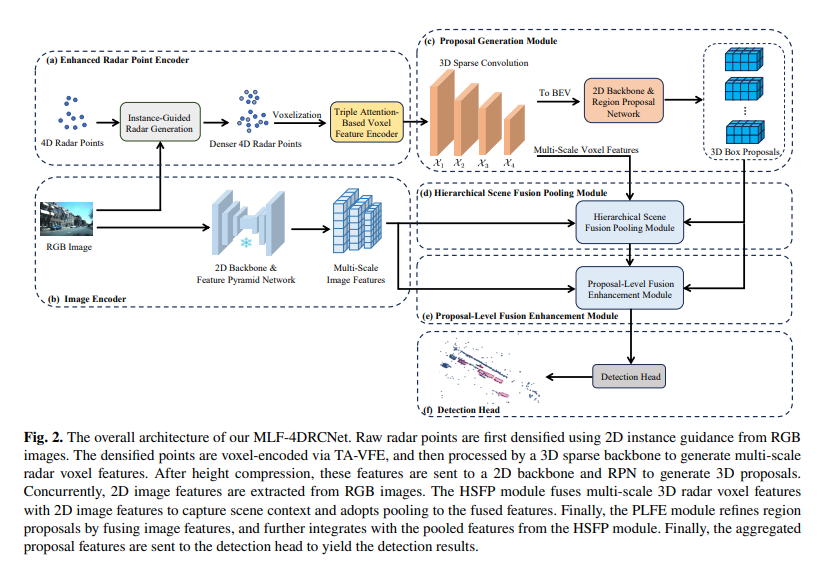 (a) Enhanced Radar Point Encoder
4D Radar Points
Instance-Guided
Radar Generation
Denser 4D Radar Points
Voxelization
Triple Attention-
Based Voxel
Feature Encoder
(c) Proposal Generation Module
3D Sparse Convolution
X1 X2 X3 X4
To BEV
2D Backbone &
Region Proposal
Network
Multi-Scale Voxel Features
3D Box Proposals
RGB Image
2D Backbone &
Feature Pyramid Network
Multi-Scale
Image Features
(b) Image Encoder
(d) Hierarchical Scene Fusion Pooling Module
Hierarchical Scene
Fusion Pooling Module
Proposal-Level Fusion
Enhancement Module
(e) Proposal-Level Fusion Enhancement Module
Detection Head
(f) Detection Head
Fig. 2. The overall architecture of our MLF-4DRCNet. Raw radar points are first densified using 2D instance guidance from RGB
images. The densified points are voxel-encoded via TA-VFE, and then processed by a 3D sparse backbone to generate multi-scale
radar voxel features. After height compression, these features are sent to a 2D backbone and RPN to generate 3D proposals.
Concurrently, 2D image features are extracted from RGB images. The HSFP module fuses multi-scale 3D radar voxel features
with 2D image features to capture scene context and adopts pooling to the fused features. Finally, the PLFE module refines region
proposals by fusing image features, and further integrates with the pooled features from the HSFP module. Finally, the aggregated
proposal features are sent to the detection head to yield the detection results.